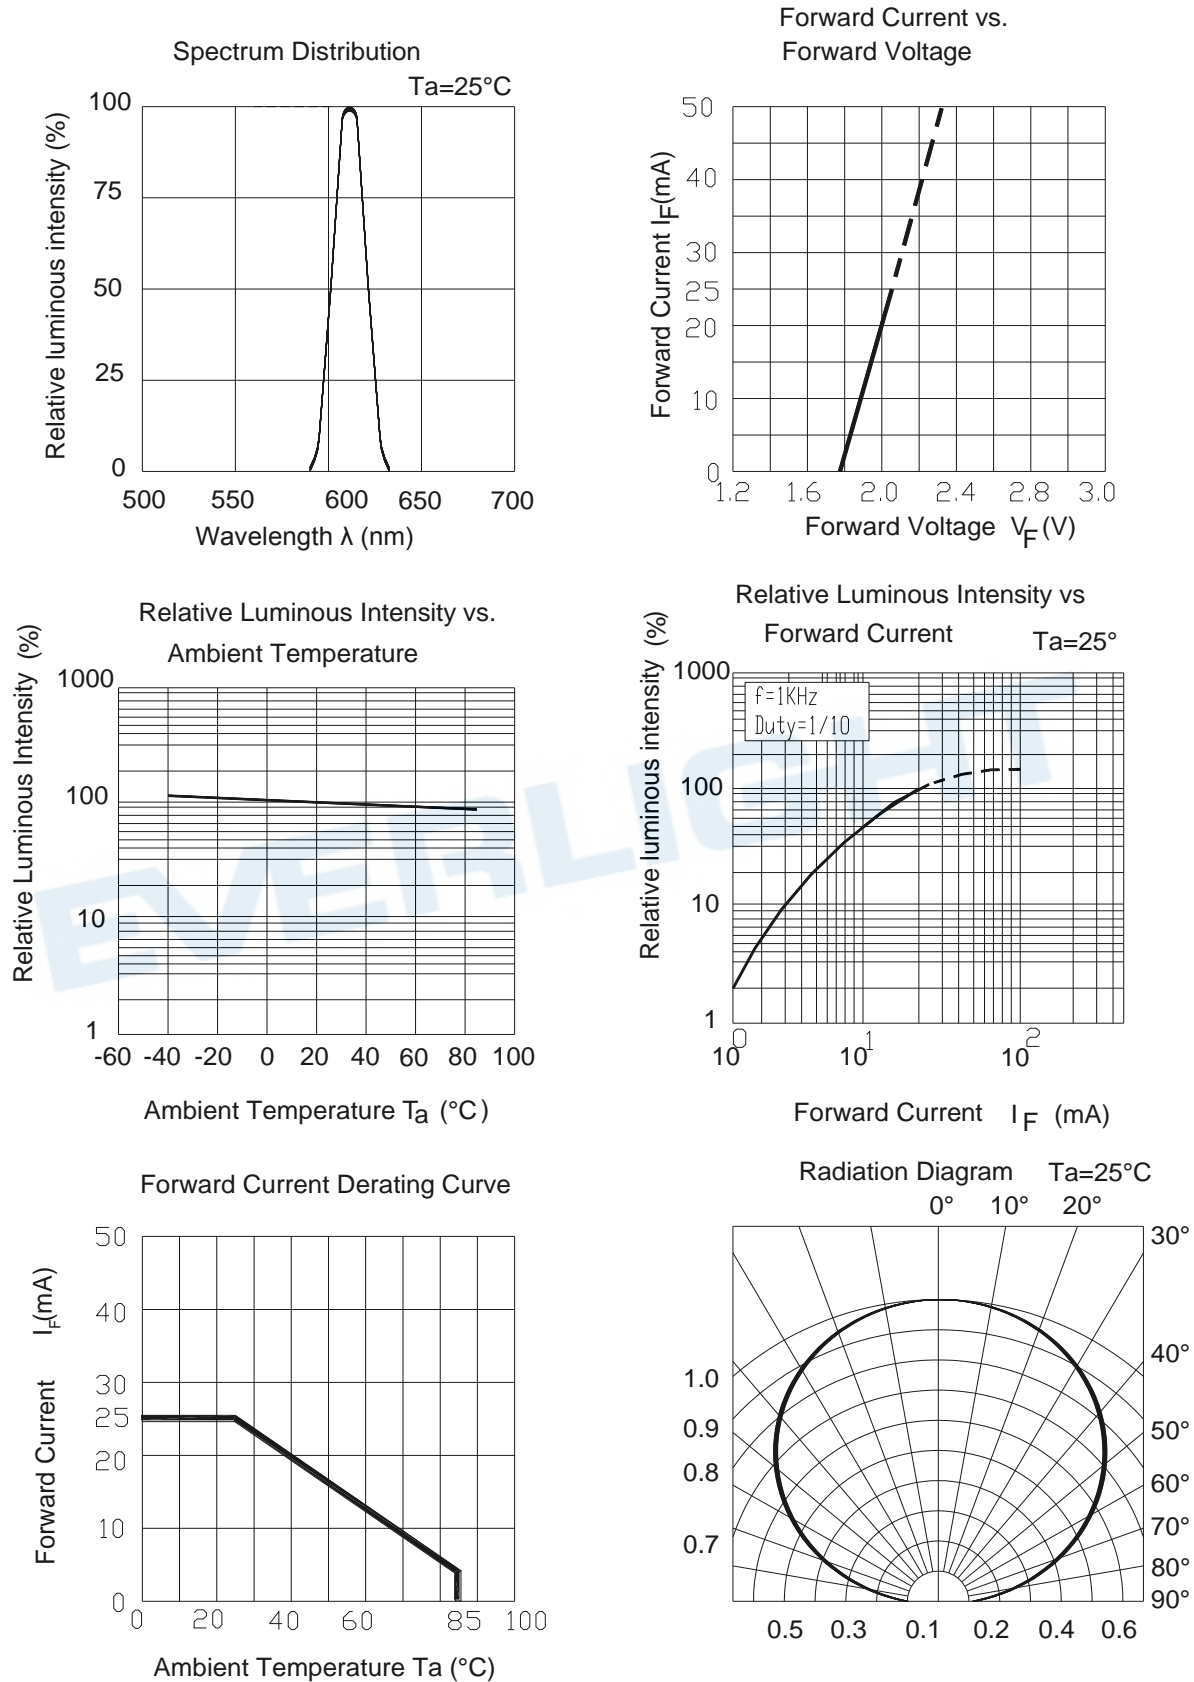 Spectrum Distribution
Ta=25°C
Relative luminous intensity (%)
100
75
50
25
0
500 550 600 650 700
Wavelength λ (nm)
Forward Current vs.
Forward Voltage
Forward Current IF(mA)
50
40
30
25
20
10
0
1.2 1.6 2.0 2.4 2.8 3.0
Forward Voltage VF(V)
Relative Luminous Intensity vs.
Ambient Temperature
Relative Luminous Intensity (%)
1000
100
10
1
-60 -40 -20 0 20 40 60 80 100
Ambient Temperature Ta (°C)
Relative Luminous Intensity vs
Forward Current
Ta=25°
Relative luminous intensity (%)
f=1KHz
Duty=1/10
1000
100
10
1
10⁰ 10¹ 10²
Forward Current IF (mA)
EVERLIGHT
Forward Current Derating Curve
Forward Current IF(mA)
50
40
30
25
20
10
0
0 20 40 60 85 100
Ambient Temperature Ta (°C)
Radiation Diagram Ta=25°C
0° 10° 20°
30°
40°
50°
60°
70°
80°
90°
1.0
0.9
0.8
0.7
0.5 0.3 0.1 0.2 0.4 0.6